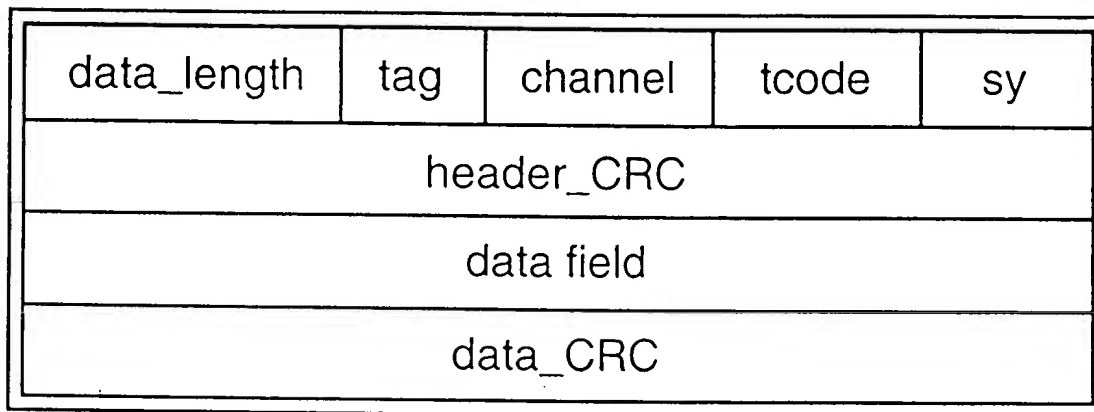 data_length tag channel tcode sy
header_CRC
data field
data_CRC